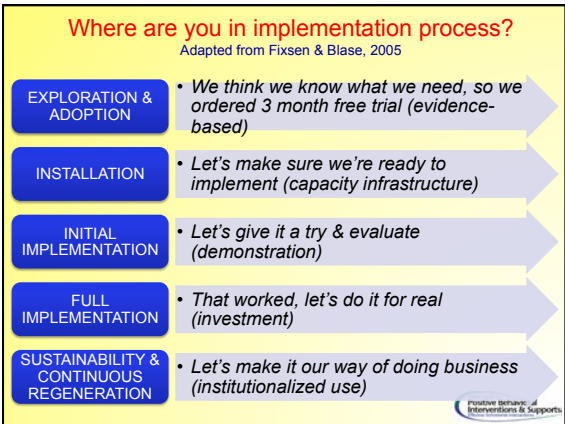 Where are you in implementation process?
Adapted from Fixsen & Blase, 2005
EXPLORATION &
ADOPTION
• We think we know what we need, so we
ordered 3 month free trial (evidence-
based)
INSTALLATION
• Let's make sure we're ready to
implement (capacity infrastructure)
INITIAL
IMPLEMENTATION
• Let's give it a try & evaluate
(demonstration)
FULL
IMPLEMENTATION
• That worked, let's do it for real
(investment)
SUSTAINABILITY &
CONTINUOUS
REGENERATION
• Let's make it our way of doing business
(institutionalized use)
Positive
Interventions & Supports